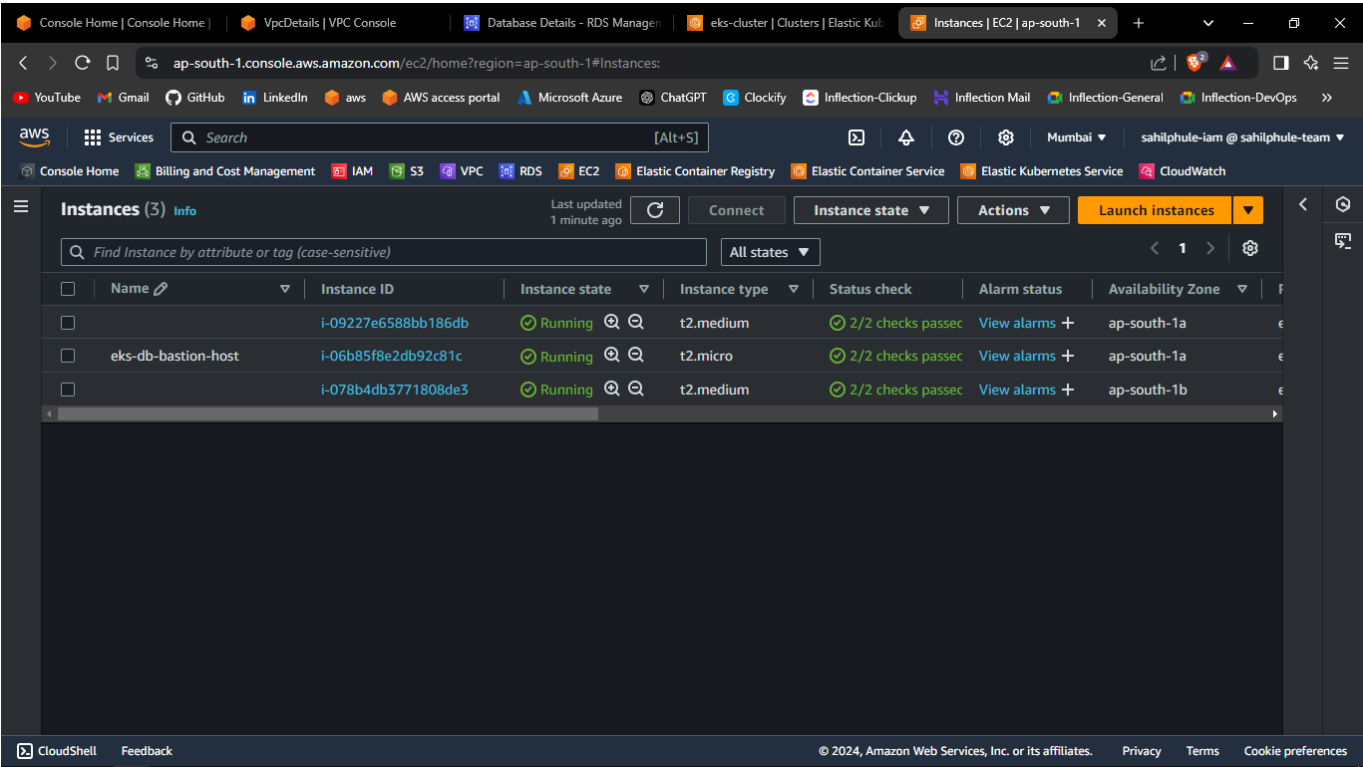 Console Home | Console Home | VpcDetails | VPC Console Database Details - RDS Managen eks-cluster | Clusters | Elastic Kub Instances | EC2 | ap-south-1
ap-south-1.console.aws.amazon.com/ec2/home?region=ap-south-1#Instances: 2
YouTube Gmail GitHub LinkedIn aws AWS access portal Microsoft Azure ChatGPT Clockify Inflection-Clickup Inflection Mail Inflection-General Inflection-DevOps »
aws Services Search [Alt+S] Mumbai sahilphule-iam @ sahilphule-team
Console Home Billing and Cost Management IAM S3 VPC RDS EC2 Elastic Container Registry Elastic Container Service Elastic Kubernetes Service CloudWatch
Instances (3) Info Last updated 1 minute ago Connect Instance state Actions Launch instances
Find Instance by attribute or tag (case-sensitive) All states 1
Name Instance ID Instance state Instance type Status check Alarm status Availability Zone
i-09227e6588bb186db Running t2.medium 2/2 checks passec View alarms + ap-south-1a
eks-db-bastion-host i-06b85f8e2db92c81c Running t2.micro 2/2 checks passec View alarms + ap-south-1a
i-078b4db3771808de3 Running t2.medium 2/2 checks passec View alarms + ap-south-1b
CloudShell Feedback © 2024, Amazon Web Services, Inc. or its affiliates. Privacy Terms Cookie preferences